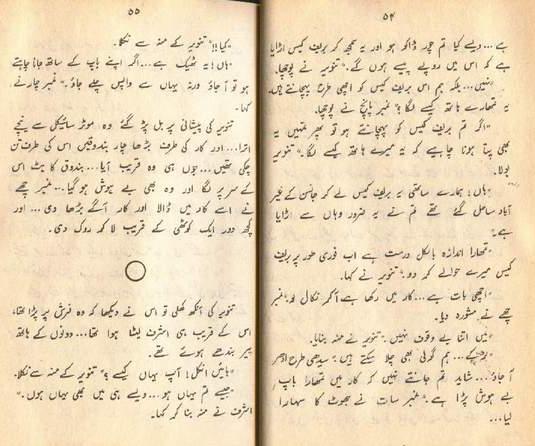 ۵۴
ہے... ویسے کیا تم چور ڈاکو ہو اور یہ سمجھ کر بریف کیس اڑایا
ہے کہ اس میں روپے پیسے ہوں گے۔" تنویر نے پوچھا۔
"نہیں... بلکہ ہم اس بریف کیس کو اچھی طرح پہچانتے ہیں،
یہ تمھارے ہاتھ کیسے لگا؟" نمبر پانچ نے پوچھا۔
"اگر تم بریف کیس کو پہچانتے ہو تو پھر تمھیں یہ
بھی پتا ہونا چاہیے کہ یہ میرے ہاتھ کیسے لگا۔" تنویر
بولا۔
"ہاں! ہمارے ساتھی یہ بریف کیس لے کر جانسن کے غیر
آباد ساحل گئے تھے تم نے یہ ضرور وہاں سے اڑایا
ہے۔"
"تمھارا اندازہ بالکل درست ہے اب فوری طور پر بریف
کیس میرے حوالے کر دو۔" تنویر نے کہا۔
"اچھی بات ہے... کار میں رکھا ہے آ کر نکال لو۔" نمبر
چھے نے مشورہ دیا۔
"میں اتنا بے وقوف نہیں۔" تنویر نے منہ بنایا۔
ہم گولی بھی چلا سکتے ہیں، سیدھی طرح ادھر
آ جاؤ... شاید تم جانتے نہیں کہ کار میں تمھارا باپ
بے ہوش پڑا ہے۔" نمبر سات نے جھوٹ کا سہارا
لیا...
۵۵
"کیا!!" تنویر کے منہ سے نکلا۔
"ہاں! یہ ٹھیک ہے... اگر اپنے باپ کے ساتھ جانا چاہتے
ہو تو آ جاؤ ورنہ یہاں سے واپس چلے جاؤ۔" نمبر چار نے
کہا۔
تنویر کی پیشانی پر بل پڑ گئے وہ موٹر سائیکل سے نیچے
اترا... اور کار کی طرف بڑھا چار بندوقیں اس کی طرف تن
چکی تھیں... جوں ہی وہ قریب آیا... بندوق کا بٹ اس
کے سر پر لگا اور وہ بھی بے ہوش ہو گیا... نمبر چھے
نے اسے کار میں ڈالا اور کار آگے بڑھا دی... اور
کچھ دور ایک کوٹھی کے قریب لا کر روک دی۔
تنویر کی آنکھ کھلی تو اس نے دیکھا کہ وہ فرش پر پڑا تھا،
اس کے قریب ہی اشرف لیٹا ہوا تھا... دونوں کے ہاتھ
پیر بندھے ہوئے تھے۔
"ہائیں انکل! آپ یہاں کیسے؟" تنویر کے منہ سے نکلا۔
"جیسے تم یہاں ہو... ویسے ہی میں بھی یہاں ہوں۔"
اشرف نے منہ بنا کر کہا۔